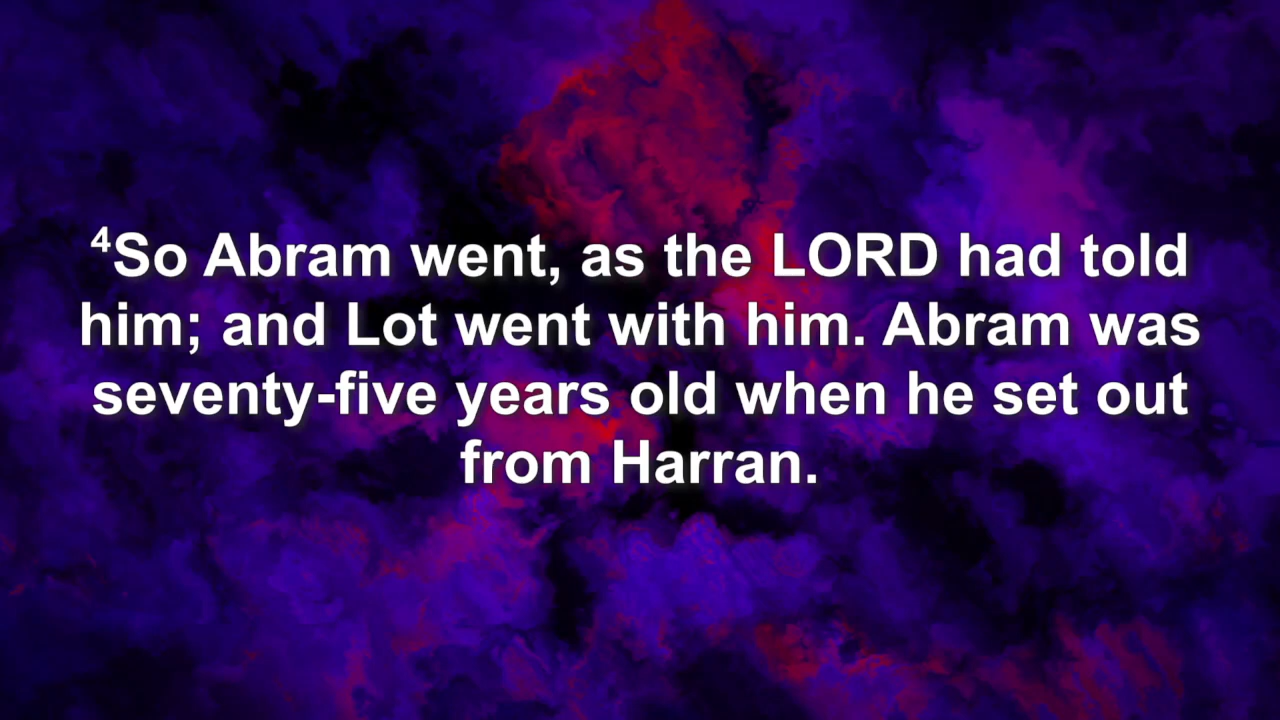 ⁴So Abram went, as the LORD had told
him; and Lot went with him. Abram was
seventy-five years old when he set out
from Harran.